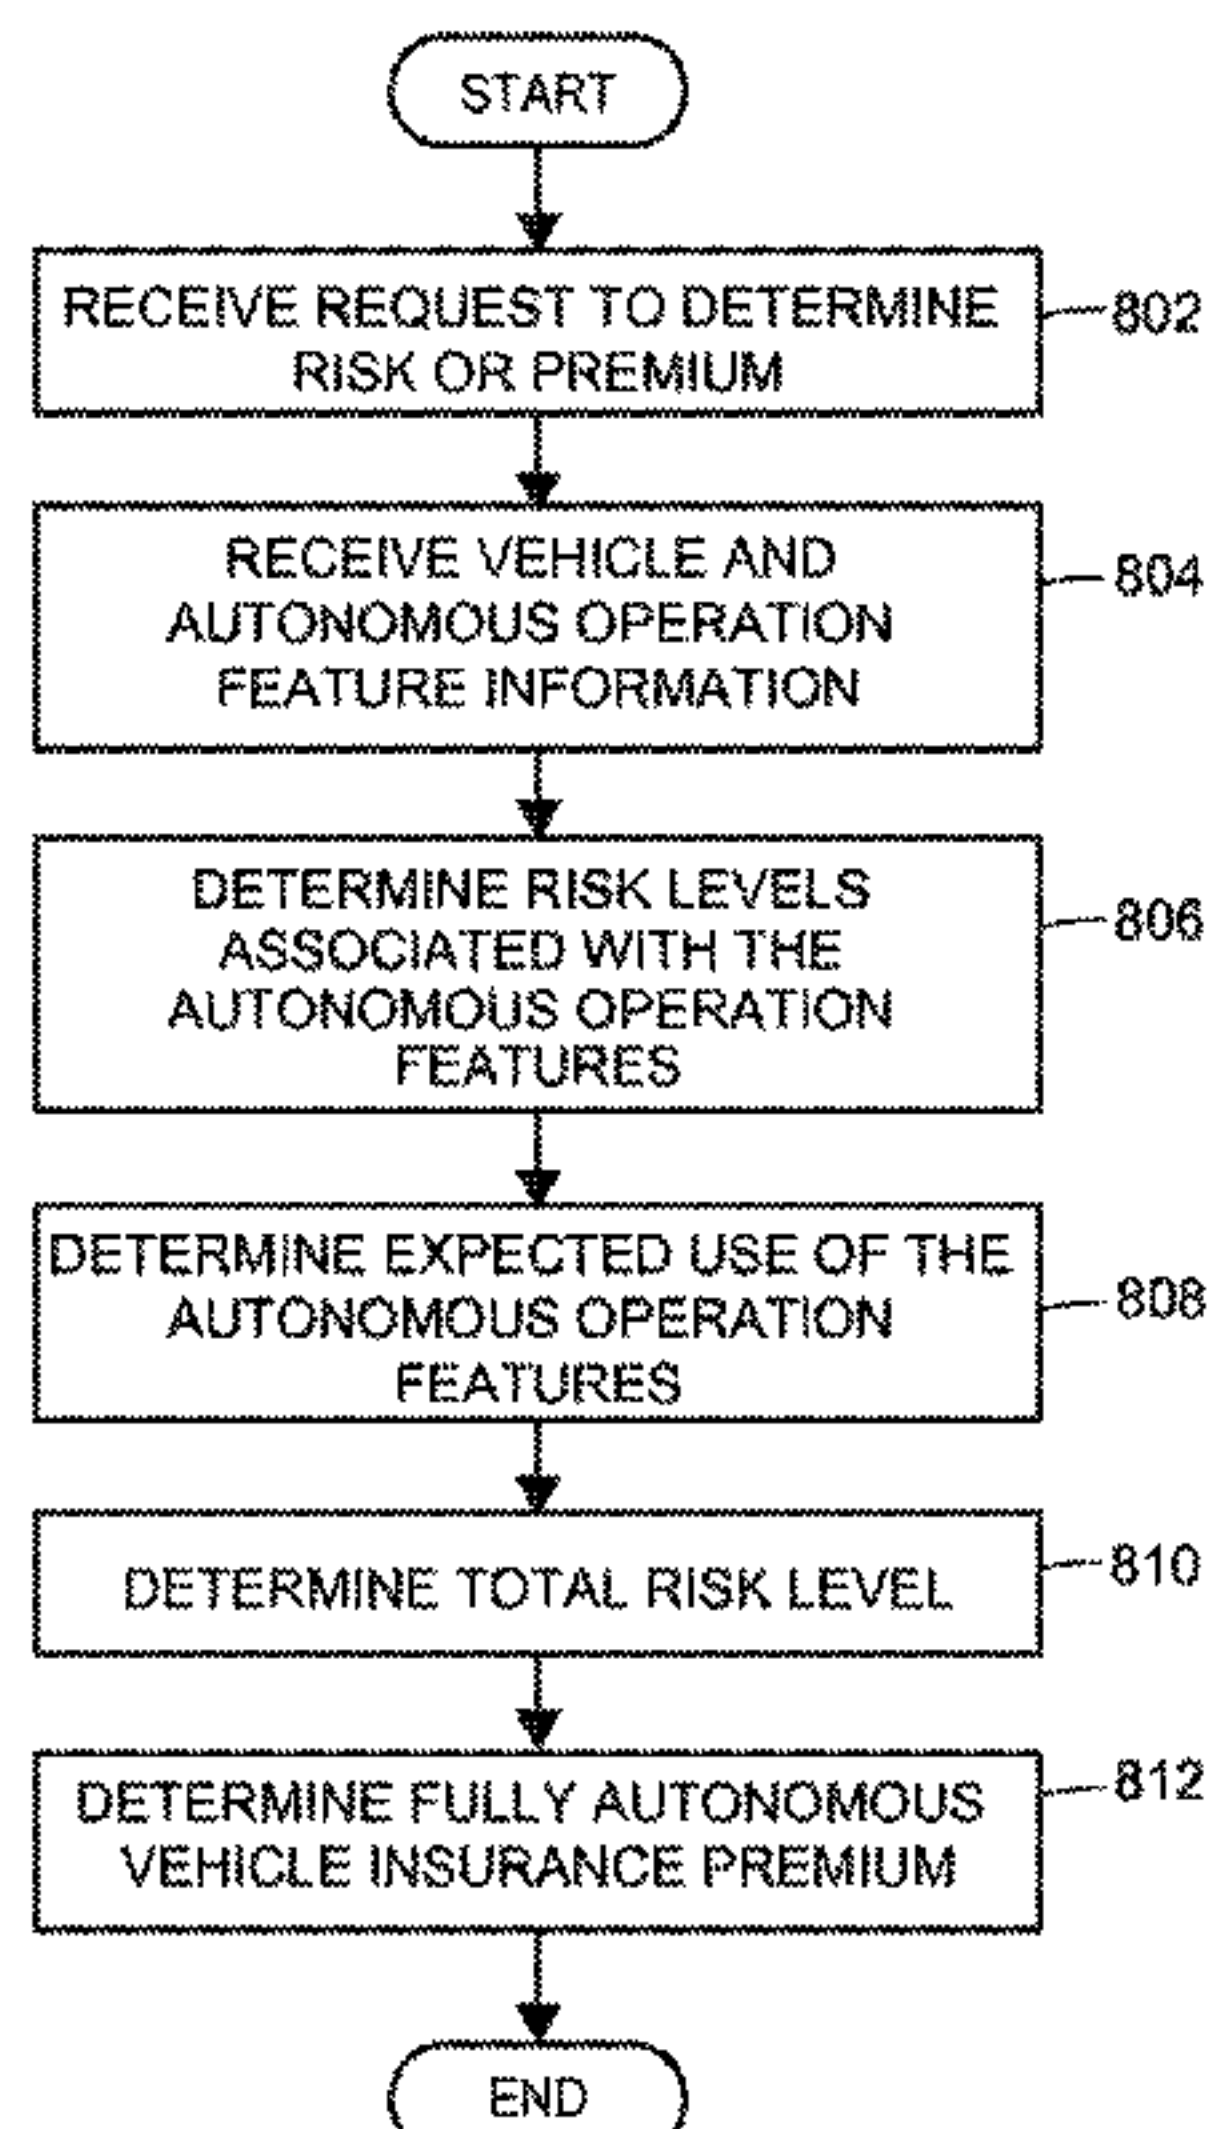 START
RECEIVE REQUEST TO DETERMINE
RISK OR PREMIUM
802
RECEIVE VEHICLE AND
AUTONOMOUS OPERATION
FEATURE INFORMATION
804
DETERMINE RISK LEVELS
ASSOCIATED WITH THE
AUTONOMOUS OPERATION
FEATURES
806
DETERMINE EXPECTED USE OF THE
AUTONOMOUS OPERATION
FEATURES
808
DETERMINE TOTAL RISK LEVEL
810
DETERMINE FULLY AUTONOMOUS
VEHICLE INSURANCE PREMIUM
812
END